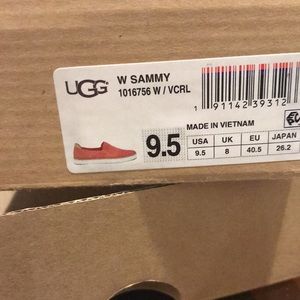 UGG
W SAMMY
1016756 W / VCRL
1 91142 39312
MADE IN VIETNAM
9.5
USA UK EU JAPAN
9.5 8 40.5 26.2